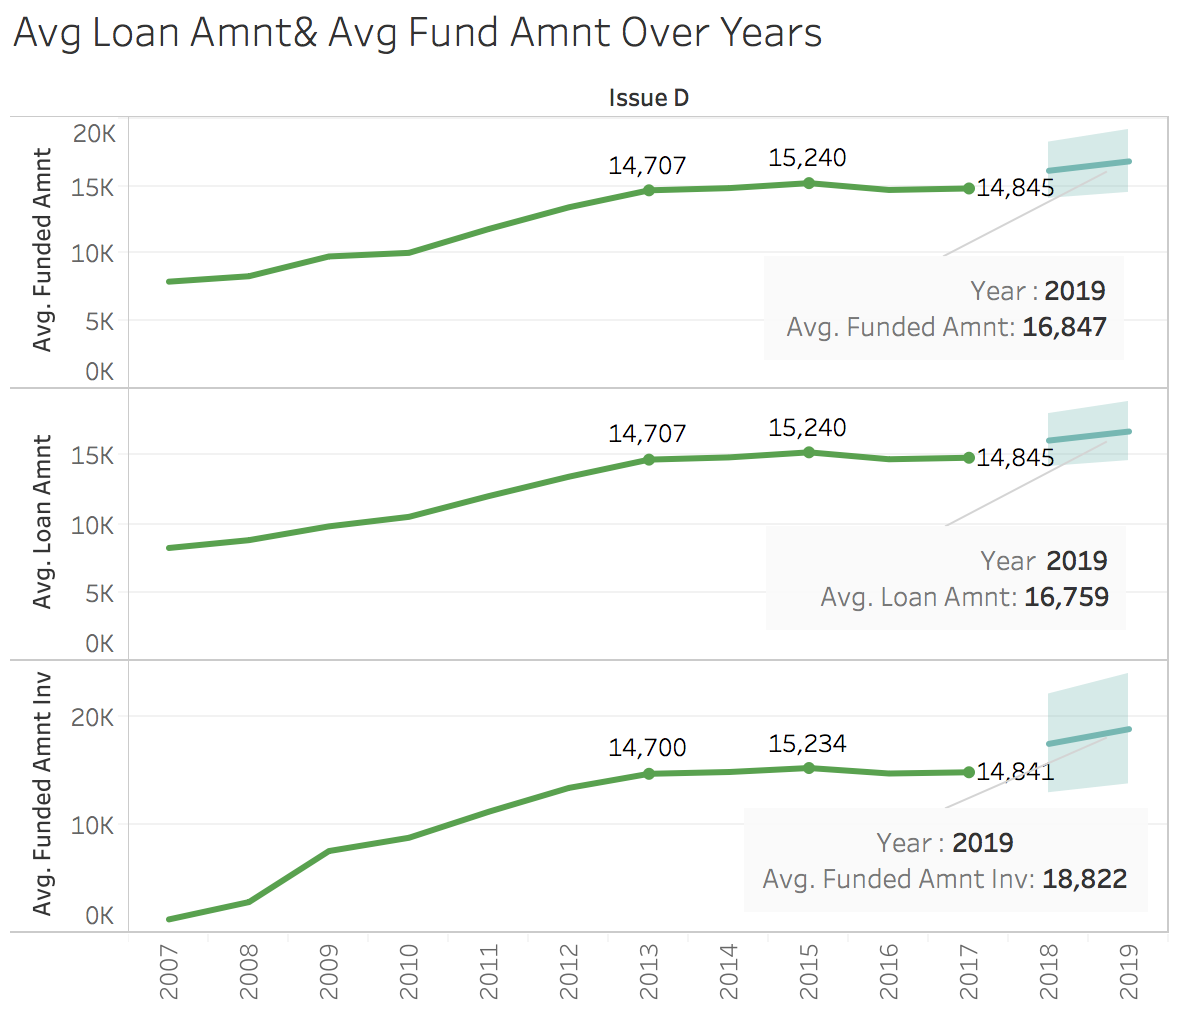 Avg Loan Amnt& Avg Fund Amnt Over Years
Issue D
Avg. Funded Amnt
20K
15K
10K
5K
0K
14,707
15,240
14,845
Year : 2019
Avg. Funded Amnt: 16,847
Avg. Loan Amnt
15K
10K
5K
0K
14,707
15,240
14,845
Year 2019
Avg. Loan Amnt: 16,759
Avg. Funded Amnt Inv
20K
10K
0K
14,700
15,234
14,841
Year : 2019
Avg. Funded Amnt Inv: 18,822
2007
2008
2009
2010
2011
2012
2013
2014
2015
2016
2017
2018
2019